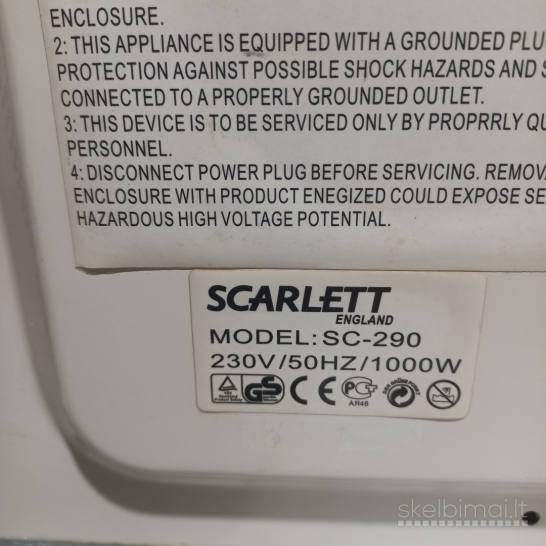 ENCLOSURE.
2: THIS APPLIANCE IS EQUIPPED WITH A GROUNDED
PROTECTION AGAINST POSSIBLE SHOCK HAZARDS AND
CONNECTED TO A PROPERLY GROUNDED OUTLET.
3: THIS DEVICE IS TO BE SERVICED ONLY BY PROPRRLY
PERSONNEL.
4: DISCONNECT POWER PLUG BEFORE SERVICING.
ENCLOSURE WITH PRODUCT ENEGIZED COULD EXPOSE
HAZARDOUS HIGH VOLTAGE POTENTIAL.
SCARLETT
ENGLAND
MODEL: SC-290
230V/50HZ/1000W
GS CE PCT
AR46
skelbimai.lt